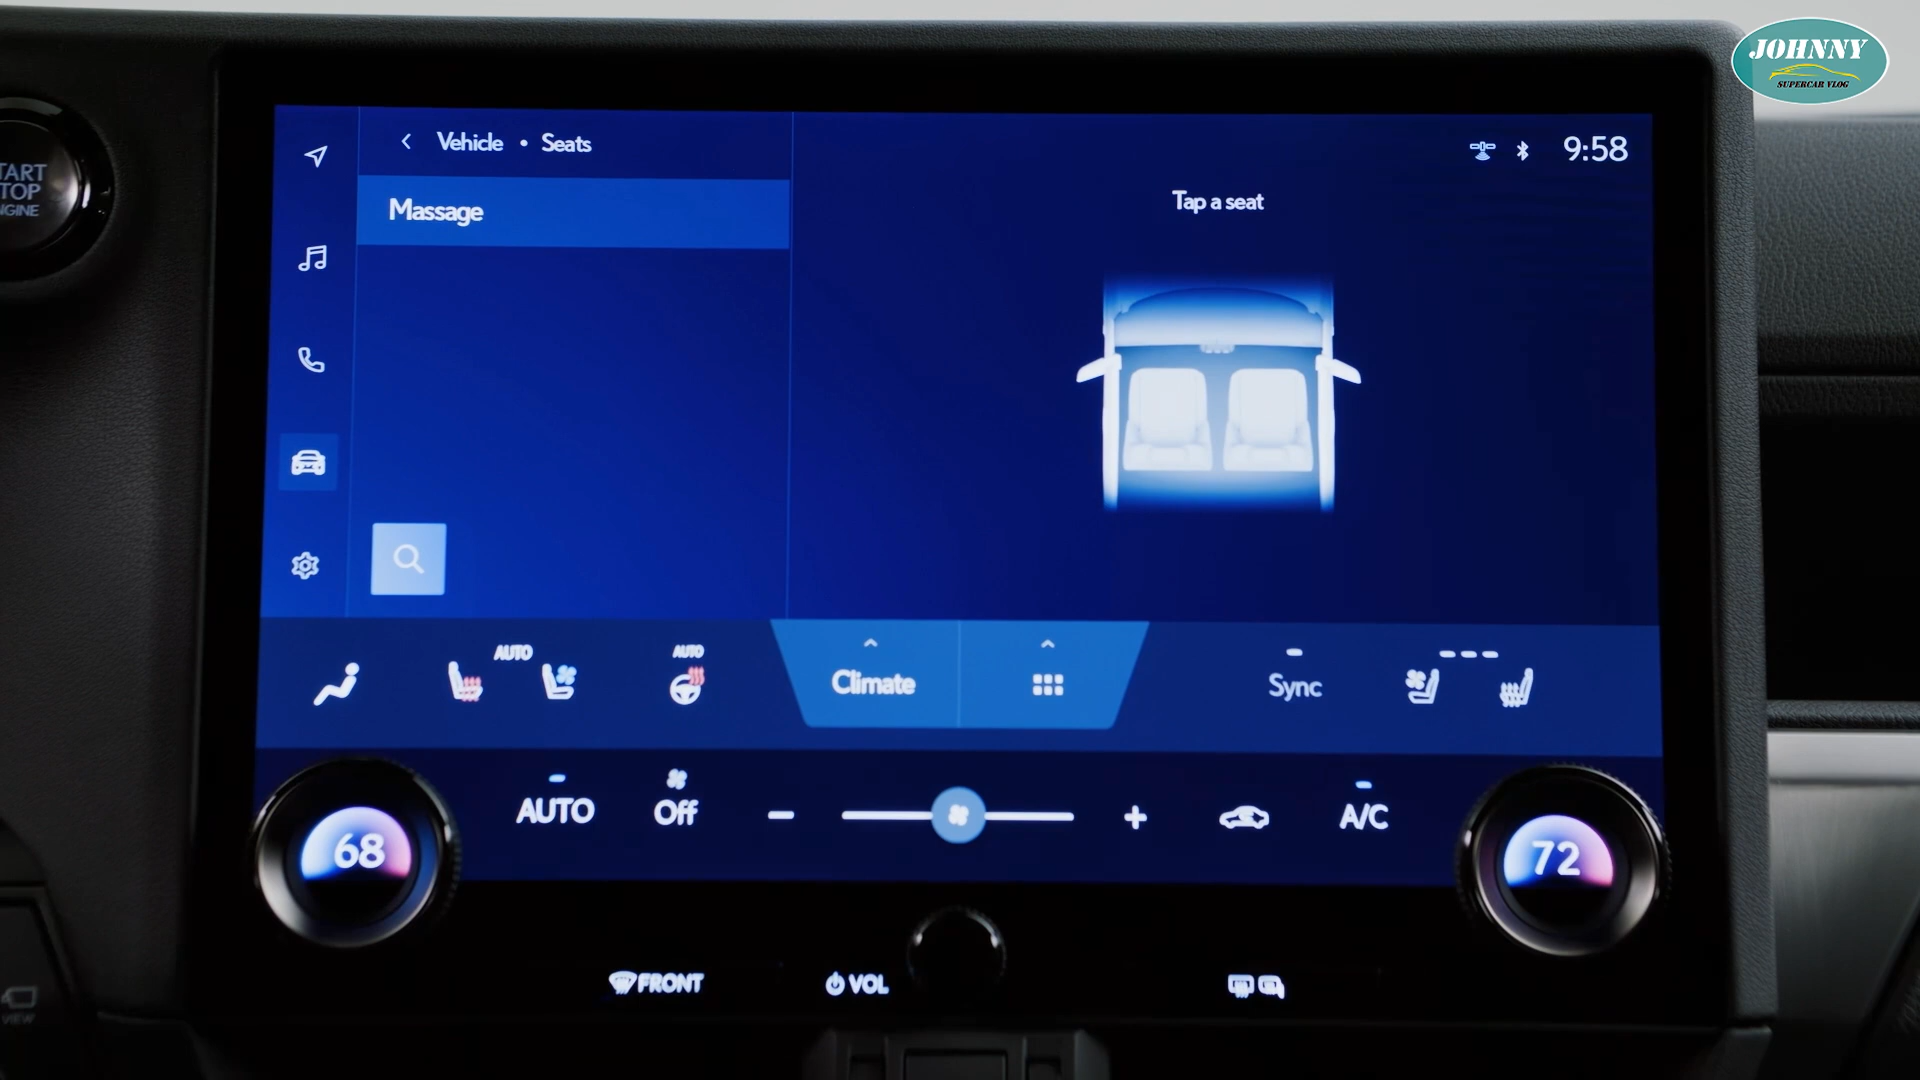 JOHNNY
SUPERCAR VLOG
Vehicle • Seats
9:58
Massage
Tap a seat
TART
TOP
GINE
AUTO
AUTO
Climate
Sync
AUTO
Off
A/C
68
72
FRONT
VOL
VIEW